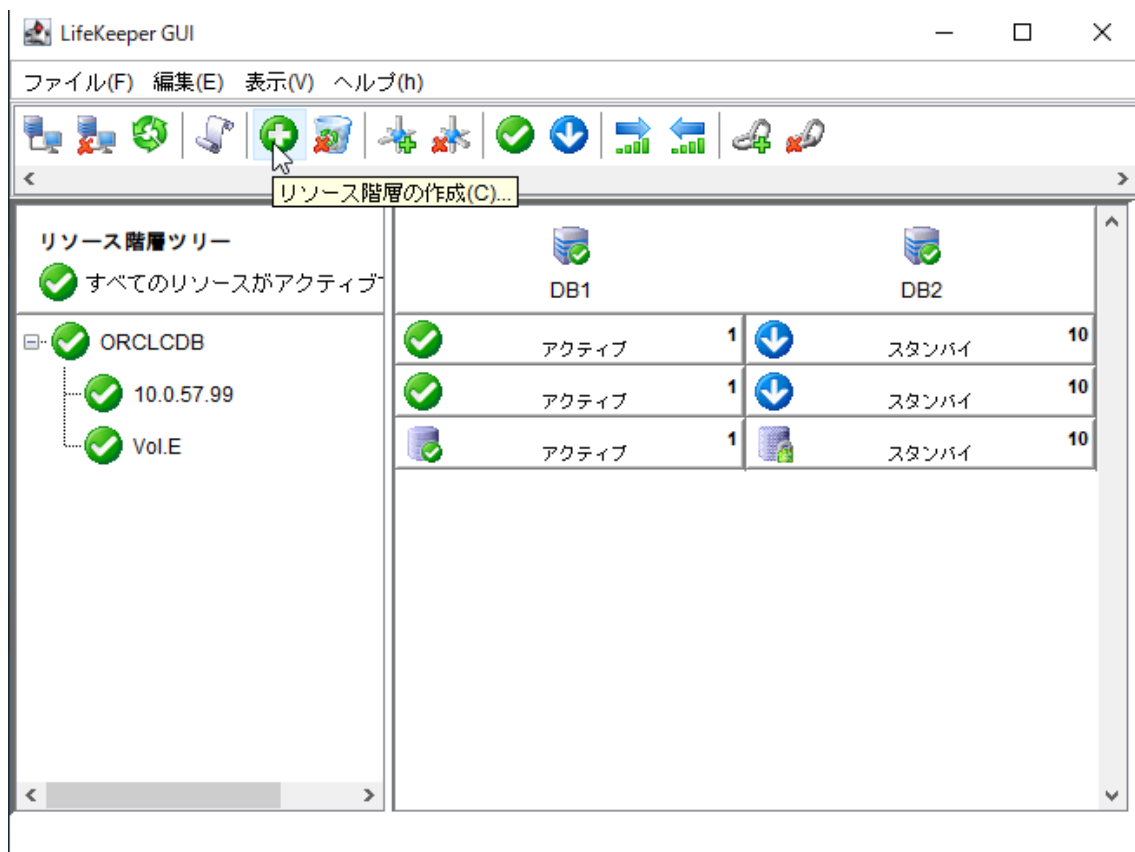 LifeKeeper GUI
ファイル(F) 編集(E) 表示(V) ヘルプ(h)
リソース階層の作成(C)...
リソース階層ツリー
すべてのリソースがアクティブ
DB1
DB2
ORCLCDB
アクティブ 1 スタンバイ 10
10.0.57.99
アクティブ 1 スタンバイ 10
Vol.E
アクティブ 1 スタンバイ 10